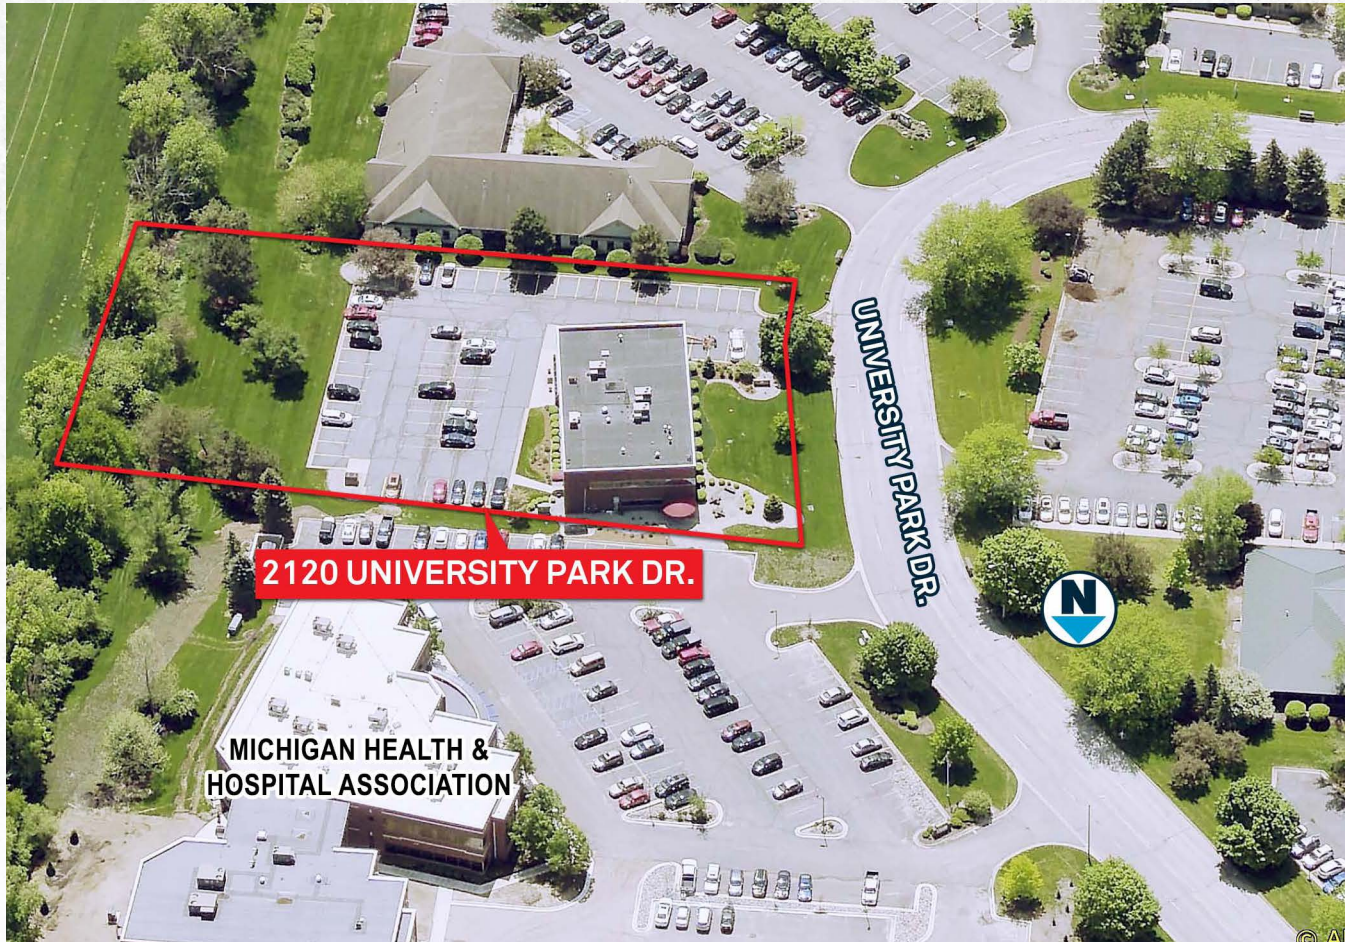 UNIVERSITY PARK DR.
2120 UNIVERSITY PARK DR.
N
MICHIGAN HEALTH &
HOSPITAL ASSOCIATION
©